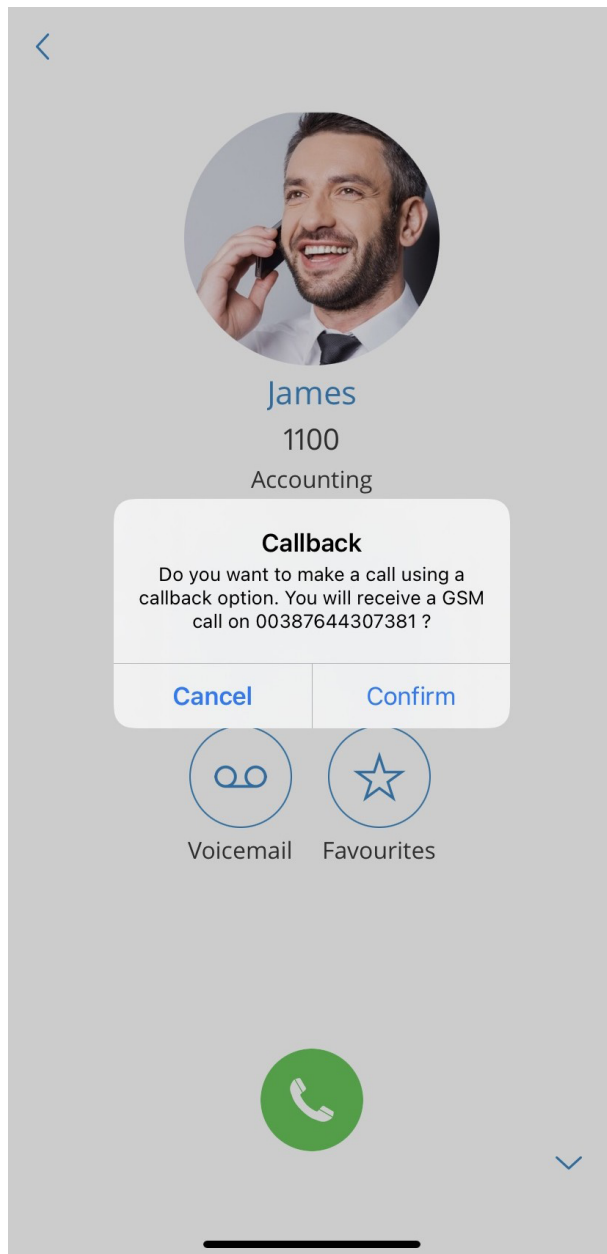 James
1100
Accounting
Callback
Do you want to make a call using a
callback option. You will receive a GSM
call on 00387644307381 ?
Cancel
Confirm
Voicemail
Favourites